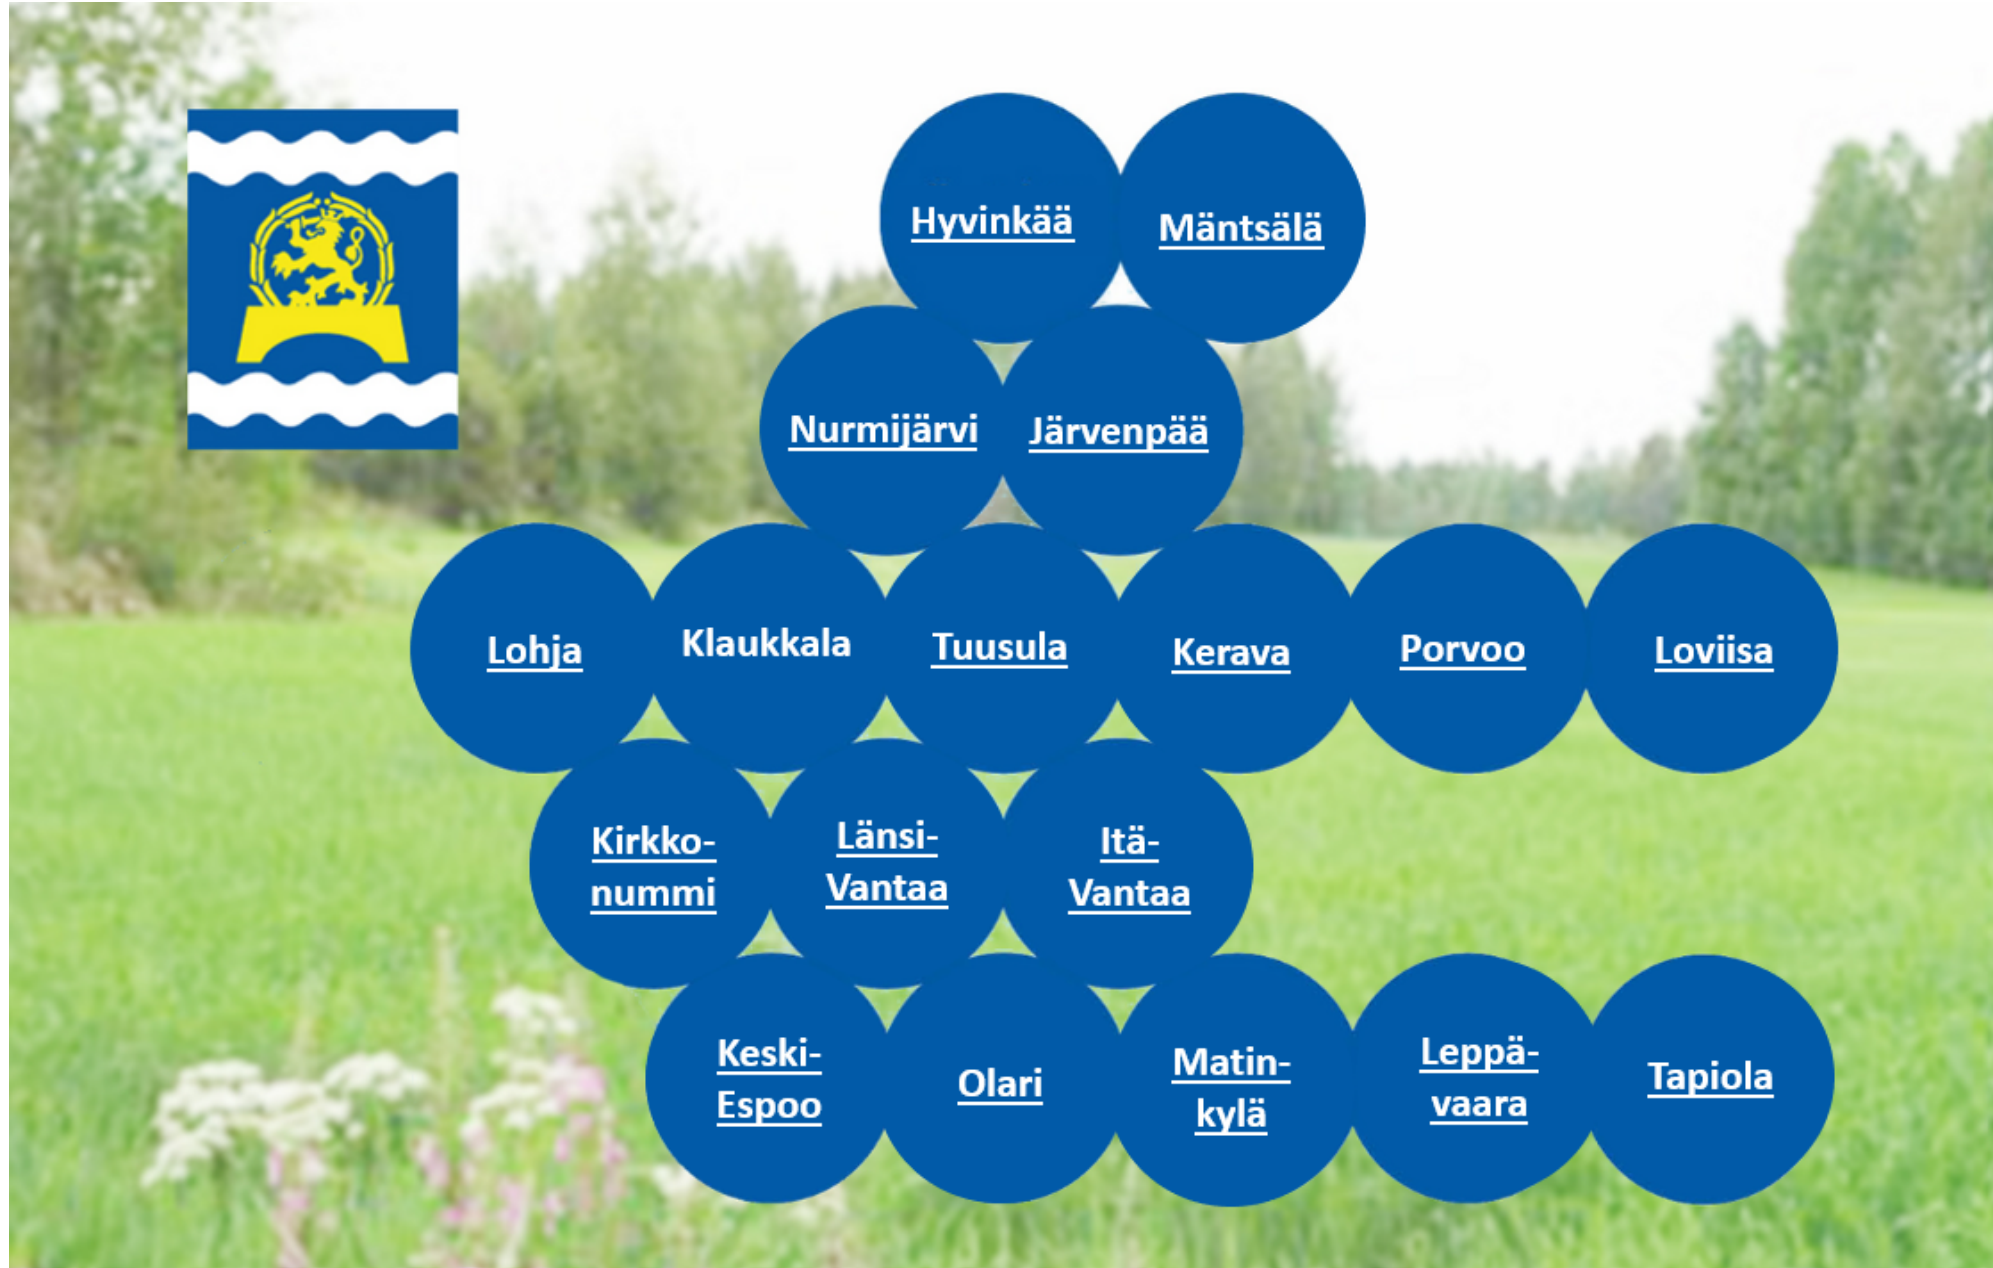 Hyvinkää
Mäntsälä
Nurmijärvi
Järvenpää
Lohja
Klaukkala
Tuusula
Kerava
Porvoo
Loviisa
Kirkko-
nummi
Länsi-
Vantaa
Itä-
Vantaa
Keski-
Espoo
Olari
Matin-
kylä
Leppä-
vaara
Tapiola